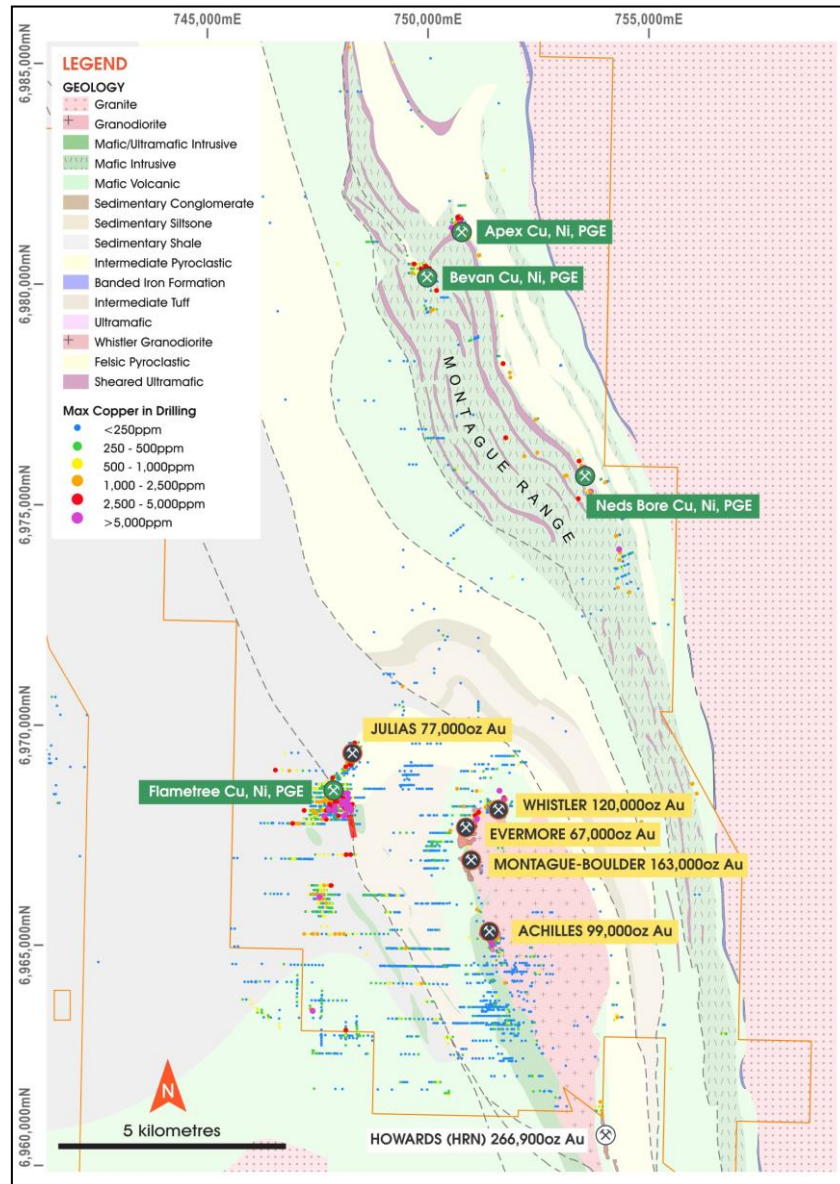 745,000mN
750,000mN
755,000mN
6,985,000mN
6,980,000mN
6,975,000mN
6,970,000mN
6,965,000mN
6,960,000mN
LEGEND
GEOLOGY
Granite
Granodiorite
Mafic/Ultramafic Intrusive
Mafic Intrusive
Mafic Volcanic
Sedimentary Conglomerate
Sedimentary Siltsone
Sedimentary Shale
Intermediate Pyroclastic
Banded Iron Formation
Intermediate Tuff
Ultramafic
Whistler Granodiorite
Felsic Pyroclastic
Sheared Ultramafic
Max Copper in Drilling
<250ppm
250 - 500ppm
500 - 1,000ppm
1,000 - 2,500ppm
2,500 - 5,000ppm
>5,000ppm
Apex Cu, Ni, PGE
Bevan Cu, Ni, PGE
MONTAGUE RANGE
Neds Bore Cu, Ni, PGE
JULIAS 77,000oz Au
Flametree Cu, Ni, PGE
WHISTLER 120,000oz Au
EVERMORE 67,000oz Au
MONTAGUE-BOULDER 163,000oz Au
ACHILLES 99,000oz Au
N
5 kilometres
HOWARDS (HRN) 266,900oz Au